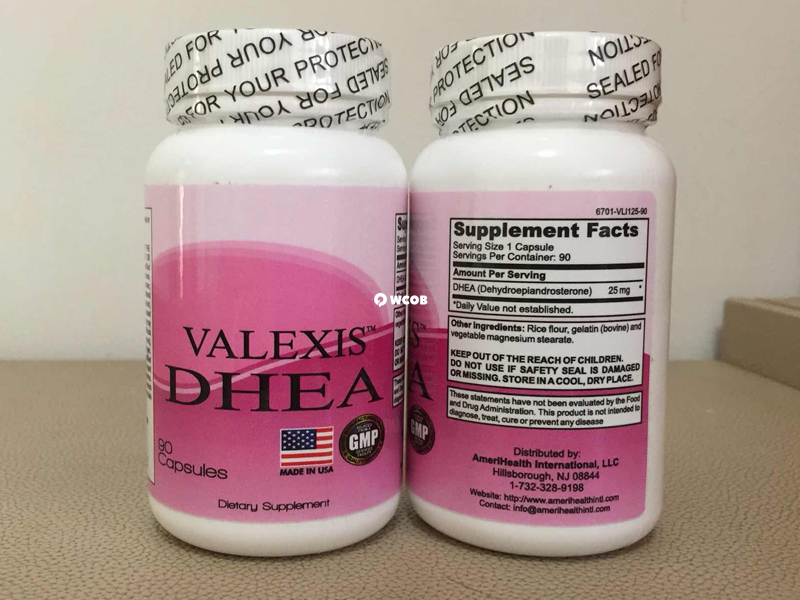 SEALED FOR YOUR PROTECTION
SEALED FOR YOUR PROTECTION
VALEXIS™
DHEA
90
Capsules
MADE IN USA
GMP
Dietary Supplement
WCOB
PROTECTION
SEALED FOR
6701-VLI125-90
Supplement Facts
Serving Size 1 Capsule
Servings Per Container: 90
Amount Per Serving
DHEA (Dehydroepiandrosterone) 25 mg *
*Daily Value not established.
Other ingredients: Rice flour, gelatin (bovine) and
vegetable magnesium stearate.
KEEP OUT OF THE REACH OF CHILDREN.
DO NOT USE IF SAFETY SEAL IS DAMAGED
OR MISSING. STORE IN A COOL, DRY PLACE.
These statements have not been evaluated by the Food
and Drug Administration. This product is not intended to
diagnose, treat, cure or prevent any disease
A
GMP
Distributed by:
AmeriHealth International, LLC
Hillsborough, NJ 08844
1-732-328-9198
Website: http://www.amerihealthintl.com
Contact: info@amerihealthintl.com